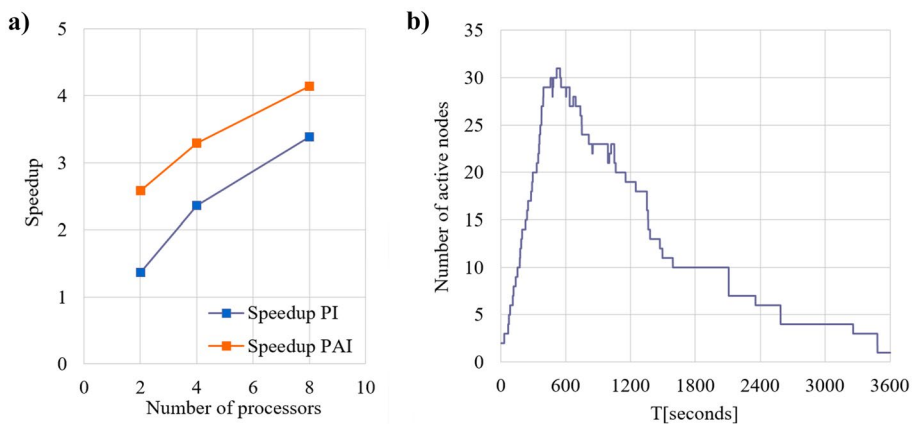 a)
Speedup
5
4
3
2
1
0
0 2 4 6 8 10
Number of processors
Speedup PI
Speedup PAI
b)
Number of active nodes
35
30
25
20
15
10
5
0
0 600 1200 1800 2400 3000 3600
T[seconds]